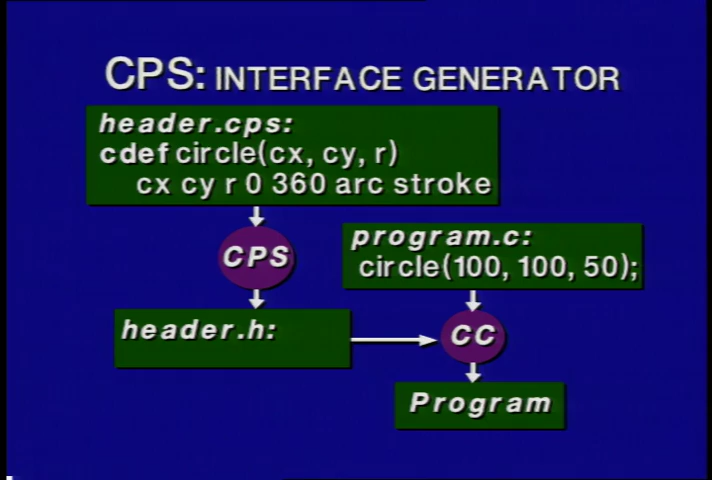 CPS: INTERFACE GENERATOR
header.cps:
cdef circle(cx, cy, r)
cx cy r 0 360 arc stroke
CPS
program.c:
circle(100, 100, 50);
header.h:
CC
Program